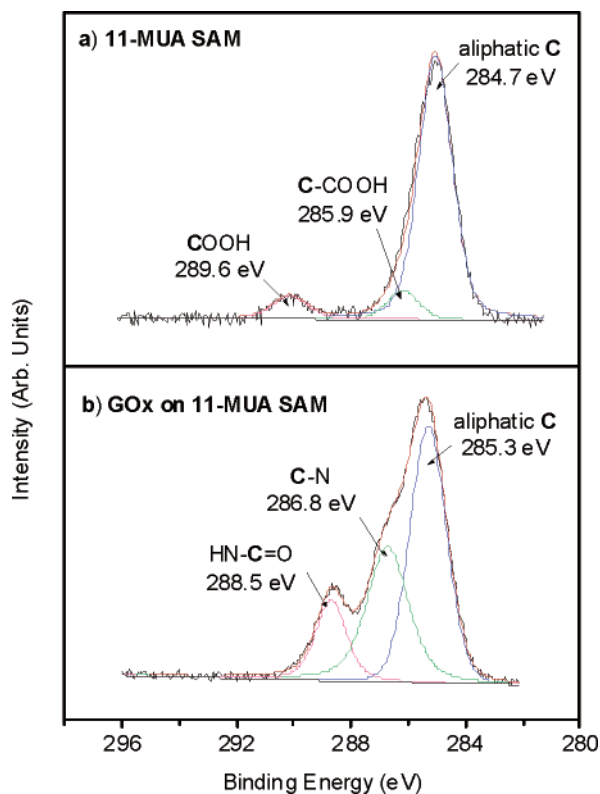 a) 11-MUA SAM
aliphatic C
284.7 eV
C-COOH
285.9 eV
COOH
289.6 eV
b) GOx on 11-MUA SAM
aliphatic C
285.3 eV
C-N
286.8 eV
HN-C=O
288.5 eV
Intensity (Arb. Units)
296 292 288 284 280
Binding Energy (eV)